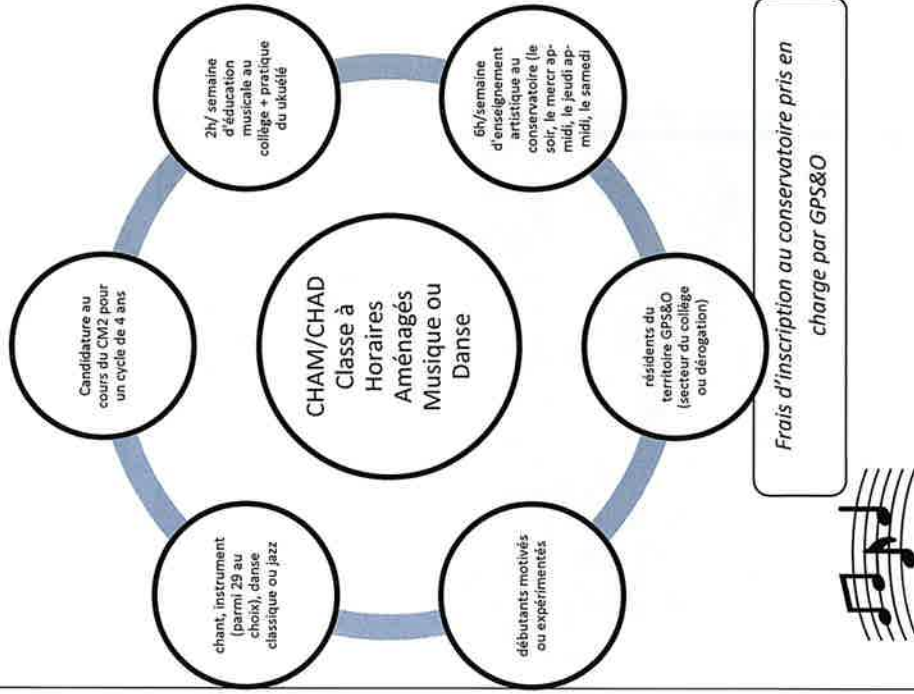 CHAM/CHAD
Classe à
Horaires
Aménagés
Musique ou
Danse
Candidature au
cours du CM2 pour
un cycle de 4 ans
2h/ semaine
d'éducation
musicale au
collège + pratique
du ukuélé
6h/semaine
d'enseignement
artistique au
conservatoire (le
soir, le mercr ap-
midi, le jeudi ap-
midi, le samedi
résidents du
territoire GPS&O
(secteur du collège
ou dérogation)
débutants motivés
ou expérimentés
chant, instrument
(parmi 29 au
choix), danse
classique ou jazz
Frais d'inscription au conservatoire pris en
charge par GPS&O